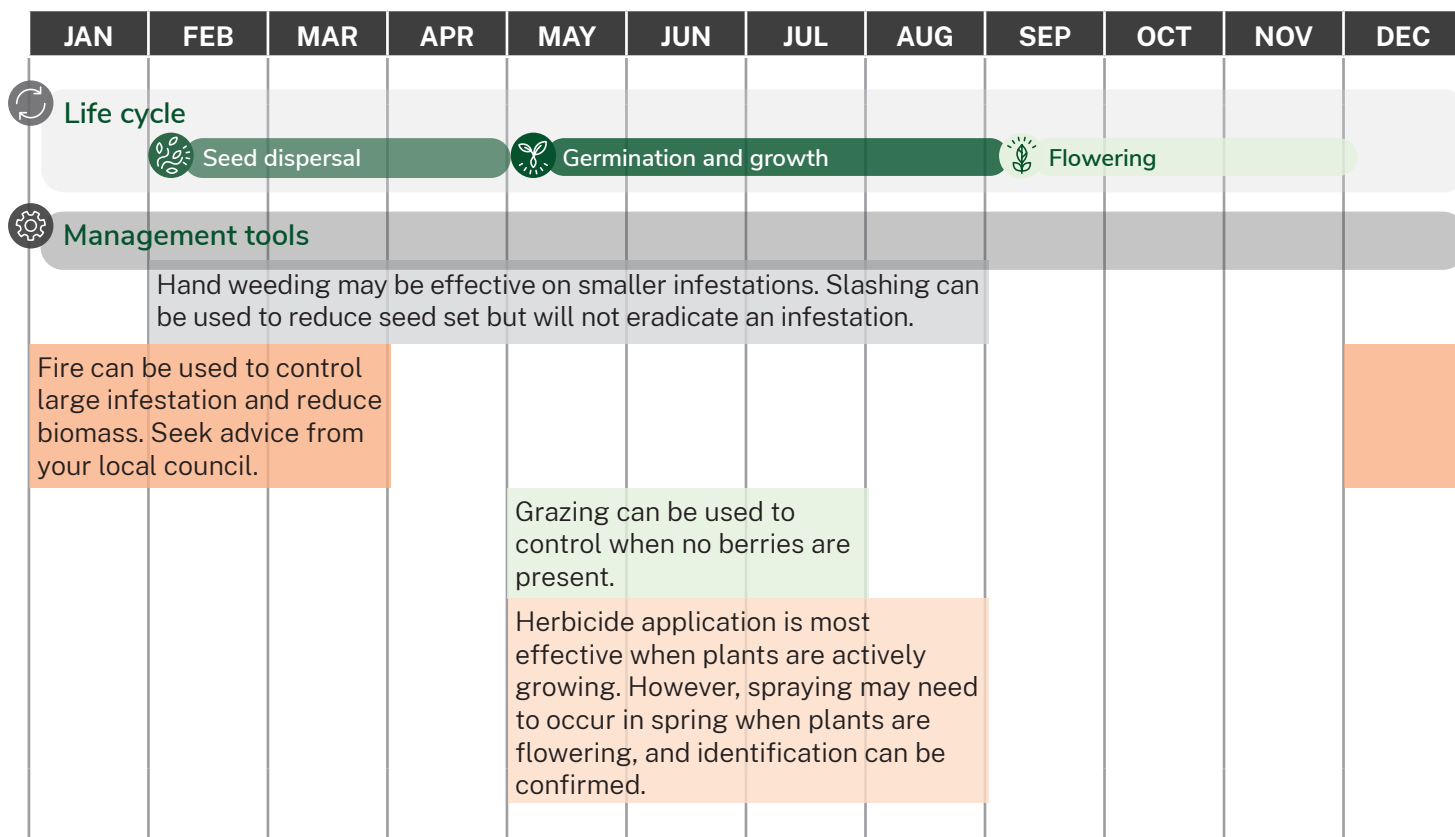 JAN FEB MAR APR MAY JUN JUL AUG SEP OCT NOV DEC
Life cycle
Seed dispersal Germination and growth Flowering
Management tools
Hand weeding may be effective on smaller infestations. Slashing can
be used to reduce seed set but will not eradicate an infestation.
Fire can be used to control
large infestation and reduce
biomass. Seek advice from
your local council.
Grazing can be used to
control when no berries are
present.
Herbicide application is most
effective when plants are actively
growing. However, spraying may need
to occur in spring when plants are
flowering, and identification can be
confirmed.